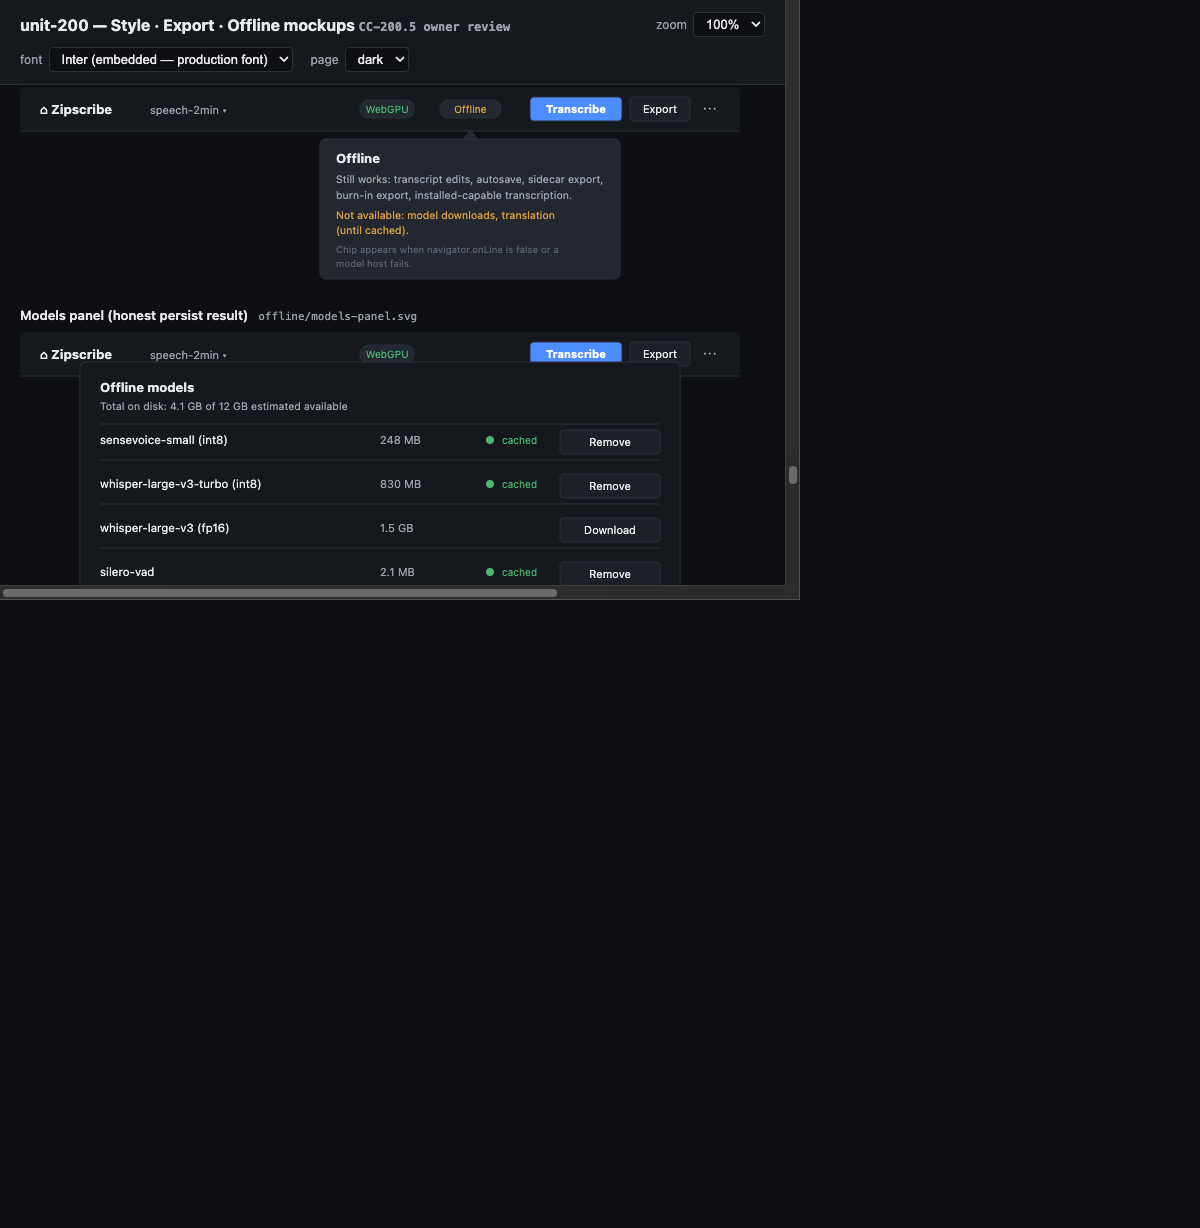 unit-200 — Style · Export · Offline mockups CC-200.5 owner review
zoom 100%
font Inter (embedded — production font) page dark
⌂ Zipscribe speech-2min ▾ WebGPU Offline Transcribe Export ···
Offline
Still works: transcript edits, autosave, sidecar export,
burn-in export, installed-capable transcription.
Not available: model downloads, translation
(until cached).
Chip appears when navigator.onLine is false or a
model host fails.
Models panel (honest persist result) offline/models-panel.svg
⌂ Zipscribe speech-2min ▾ WebGPU Transcribe Export ···
Offline models
Total on disk: 4.1 GB of 12 GB estimated available
sensevoice-small (int8) 248 MB cached Remove
whisper-large-v3-turbo (int8) 830 MB cached Remove
whisper-large-v3 (fp16) 1.5 GB Download
silero-vad 2.1 MB cached Remove